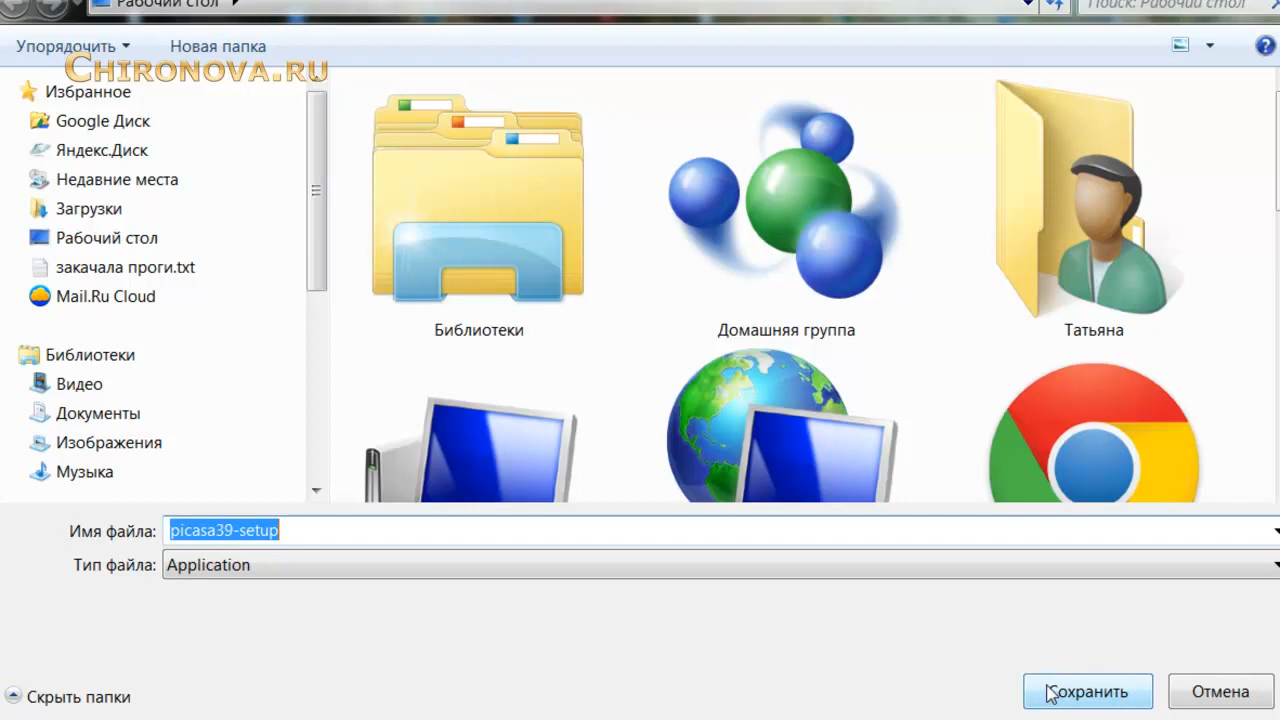 Рабочий стол
Поиск: Рабочий стол
Упорядочить
Новая папка
CHIRONOVA.RU
Избранное
Google Диск
Яндекс.Диск
Недавние места
Загрузки
Рабочий стол
закачала проги.txt
Mail.Ru Cloud
Библиотеки
Видео
Документы
Изображения
Музыка
Библиотеки
Домашняя группа
Татьяна
Имя файла:
picasa39-setup
Тип файла:
Application
Скрыть папки
Сохранить
Отмена